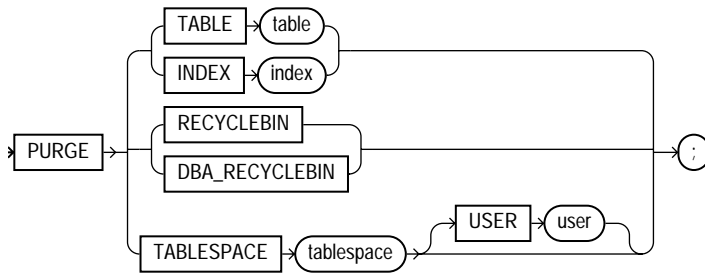 TABLE table
INDEX index
RECYCLEBIN
PURGE ;
DBA_RECYCLEBIN
USER user
TABLESPACE tablespace